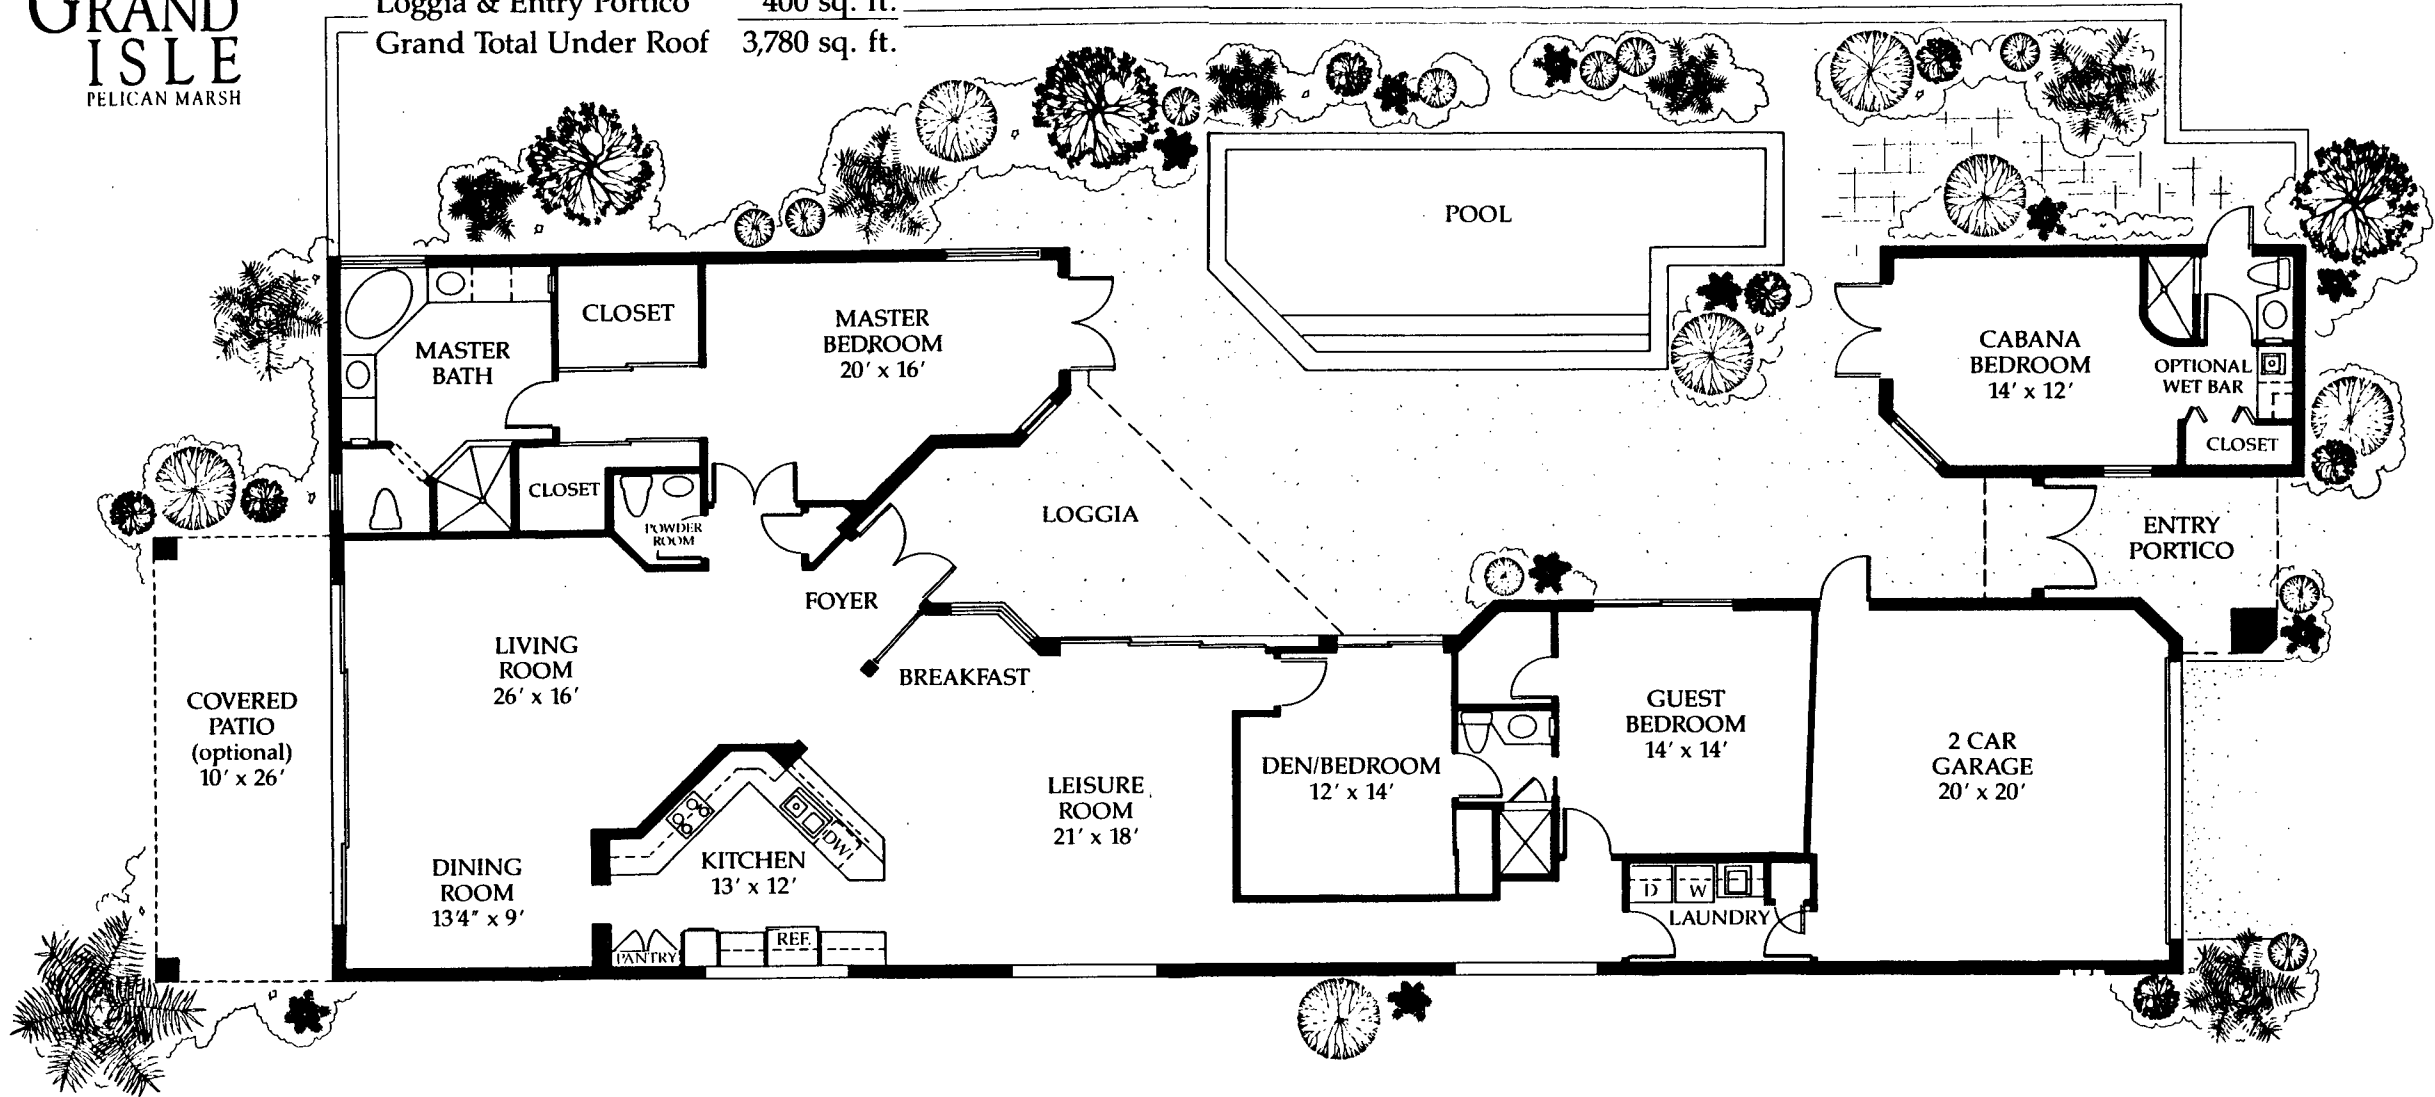 GRAND
ISLE
PELICAN MARSH
Loggia & Entry Portico 400 sq. ft.
Grand Total Under Roof 3,780 sq. ft.
POOL
CLOSET
MASTER
BEDROOM
20' x 16'
MASTER
BATH
CABANA
BEDROOM
14' x 12'
OPTIONAL
WET BAR
CLOSET
CLOSET
POWDER
ROOM
LOGGIA
ENTRY
PORTICO
FOYER
LIVING
ROOM
26' x 16'
BREAKFAST
COVERED
PATIO
(optional)
10' x 26'
GUEST
BEDROOM
14' x 14'
DEN/BEDROOM
12' x 14'
2 CAR
GARAGE
20' x 20'
LEISURE
ROOM
21' x 18'
DW
KITCHEN
13' x 12'
DINING
ROOM
13'4" x 9'
D W
LAUNDRY
REF.
PANTRY